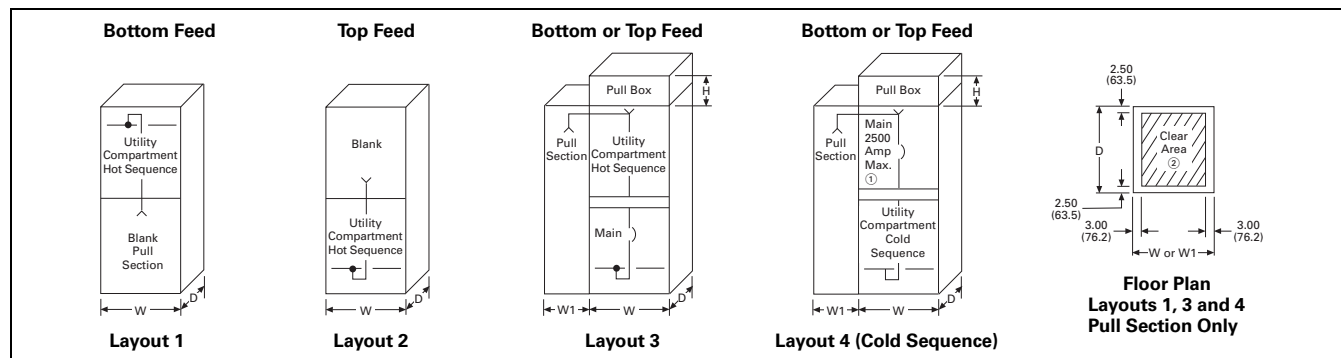 Bottom Feed
Utility
Compartment
Hot Sequence
Blank
Pull
Section
W
D
Layout 1
Top Feed
Blank
Utility
Compartment
Hot Sequence
W
D
Layout 2
Bottom or Top Feed
Pull Box
H
Pull
Section
Utility
Compartment
Hot Sequence
Main
W1
W
D
Layout 3
Bottom or Top Feed
Pull Box
H
Pull
Section
Main
2500
Amp
Max.
①
Utility
Compartment
Cold
Sequence
W1
W
D
Layout 4 (Cold Sequence)
2.50
(63.5)
D
Clear
Area
②
2.50
(63.5)
3.00
(76.2)
3.00
(76.2)
W or W1
Floor Plan
Layouts 1, 3 and 4
Pull Section Only